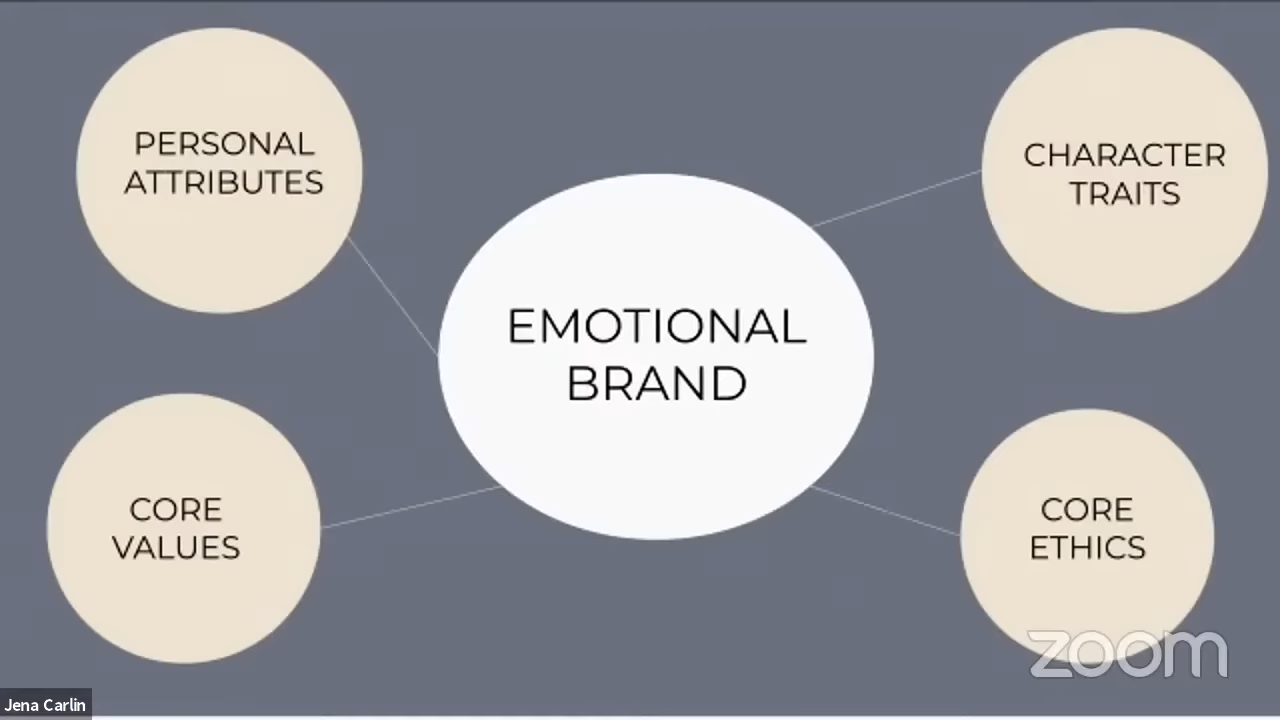 PERSONAL
ATTRIBUTES
CHARACTER
TRAITS
EMOTIONAL
BRAND
CORE
VALUES
CORE
ETHICS
zoom
Jena Carlin